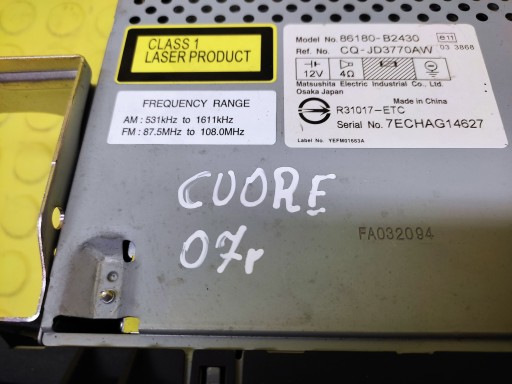 CLASS 1
LASER PRODUCT
Model No. 86180-B2430
Ref. No. CQ-JD3770AW
e11
03 3868
12V 4Ω
Matsushita Electric Industrial Co., Ltd.
Osaka Japan
Made in China
R31017-ETC
Serial No. 7ECHAG14627
Label No. YEFM01663A
FREQUENCY RANGE
AM : 531kHz to 1611kHz
FM : 87.5MHz to 108.0MHz
CUORE
07r
FA032094